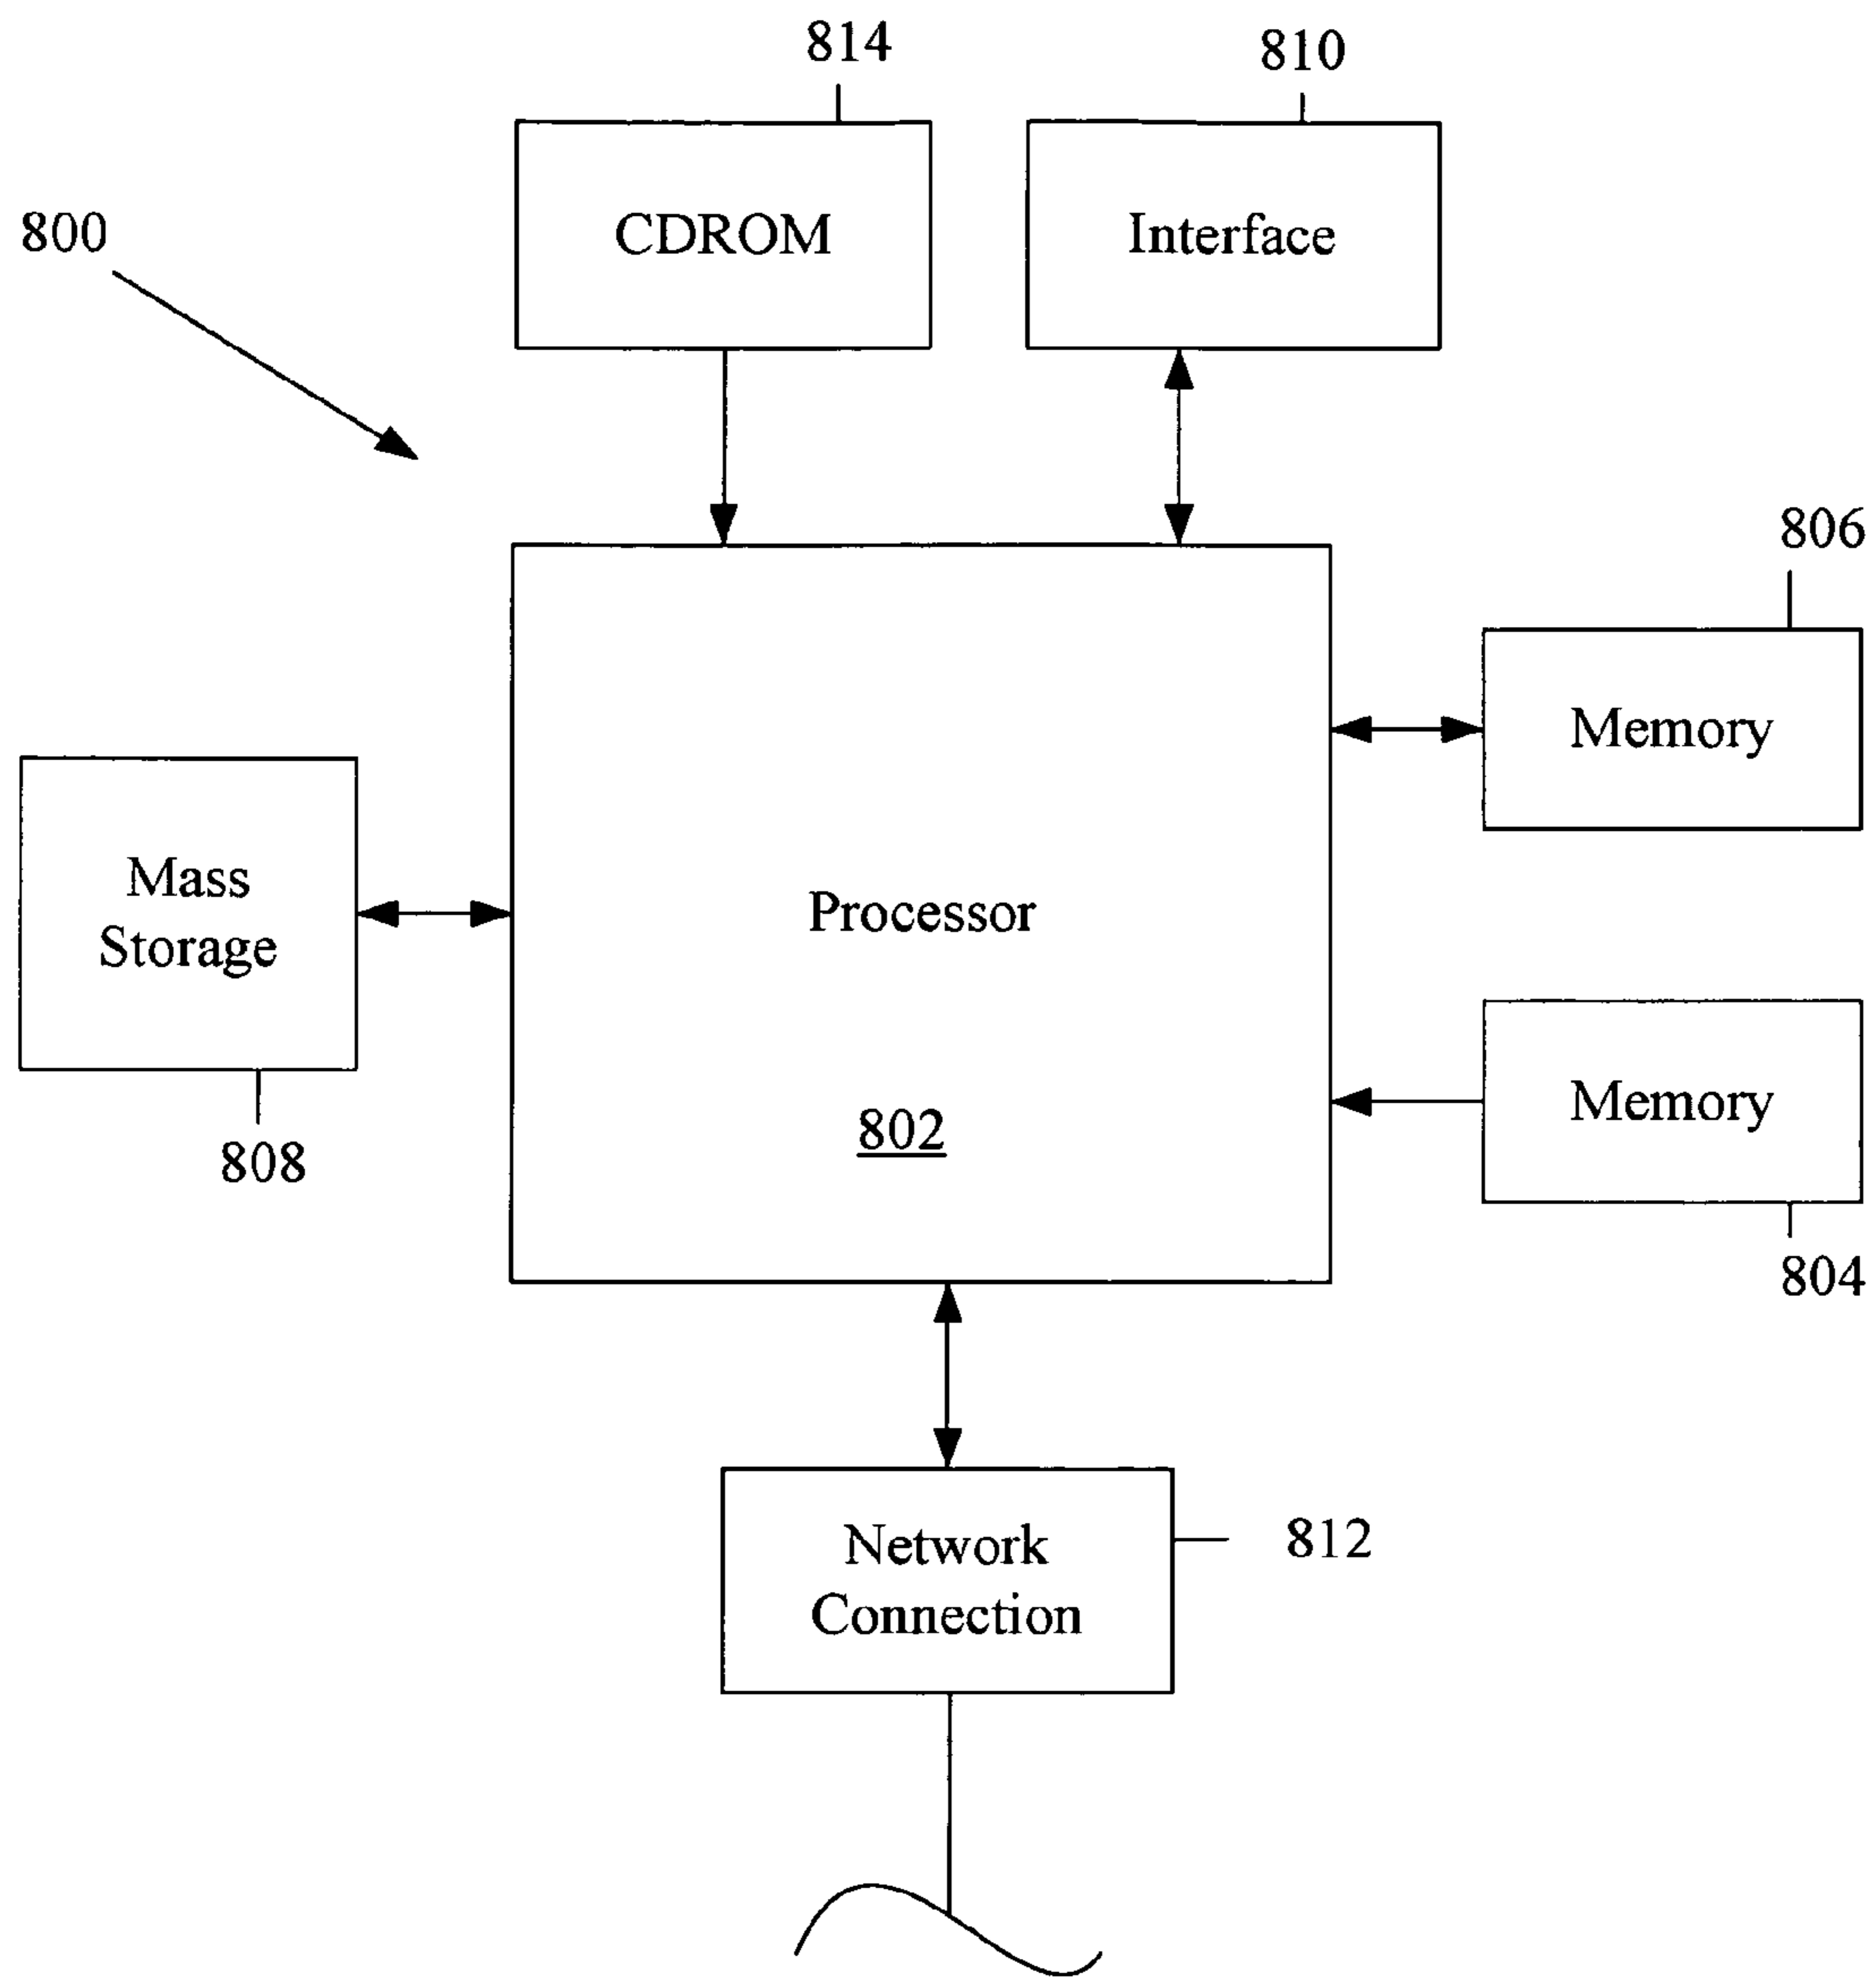 814
810
800
CDROM
Interface
806
Memory
Mass
Storage
Processor
808
802
Memory
804
Network
Connection
812